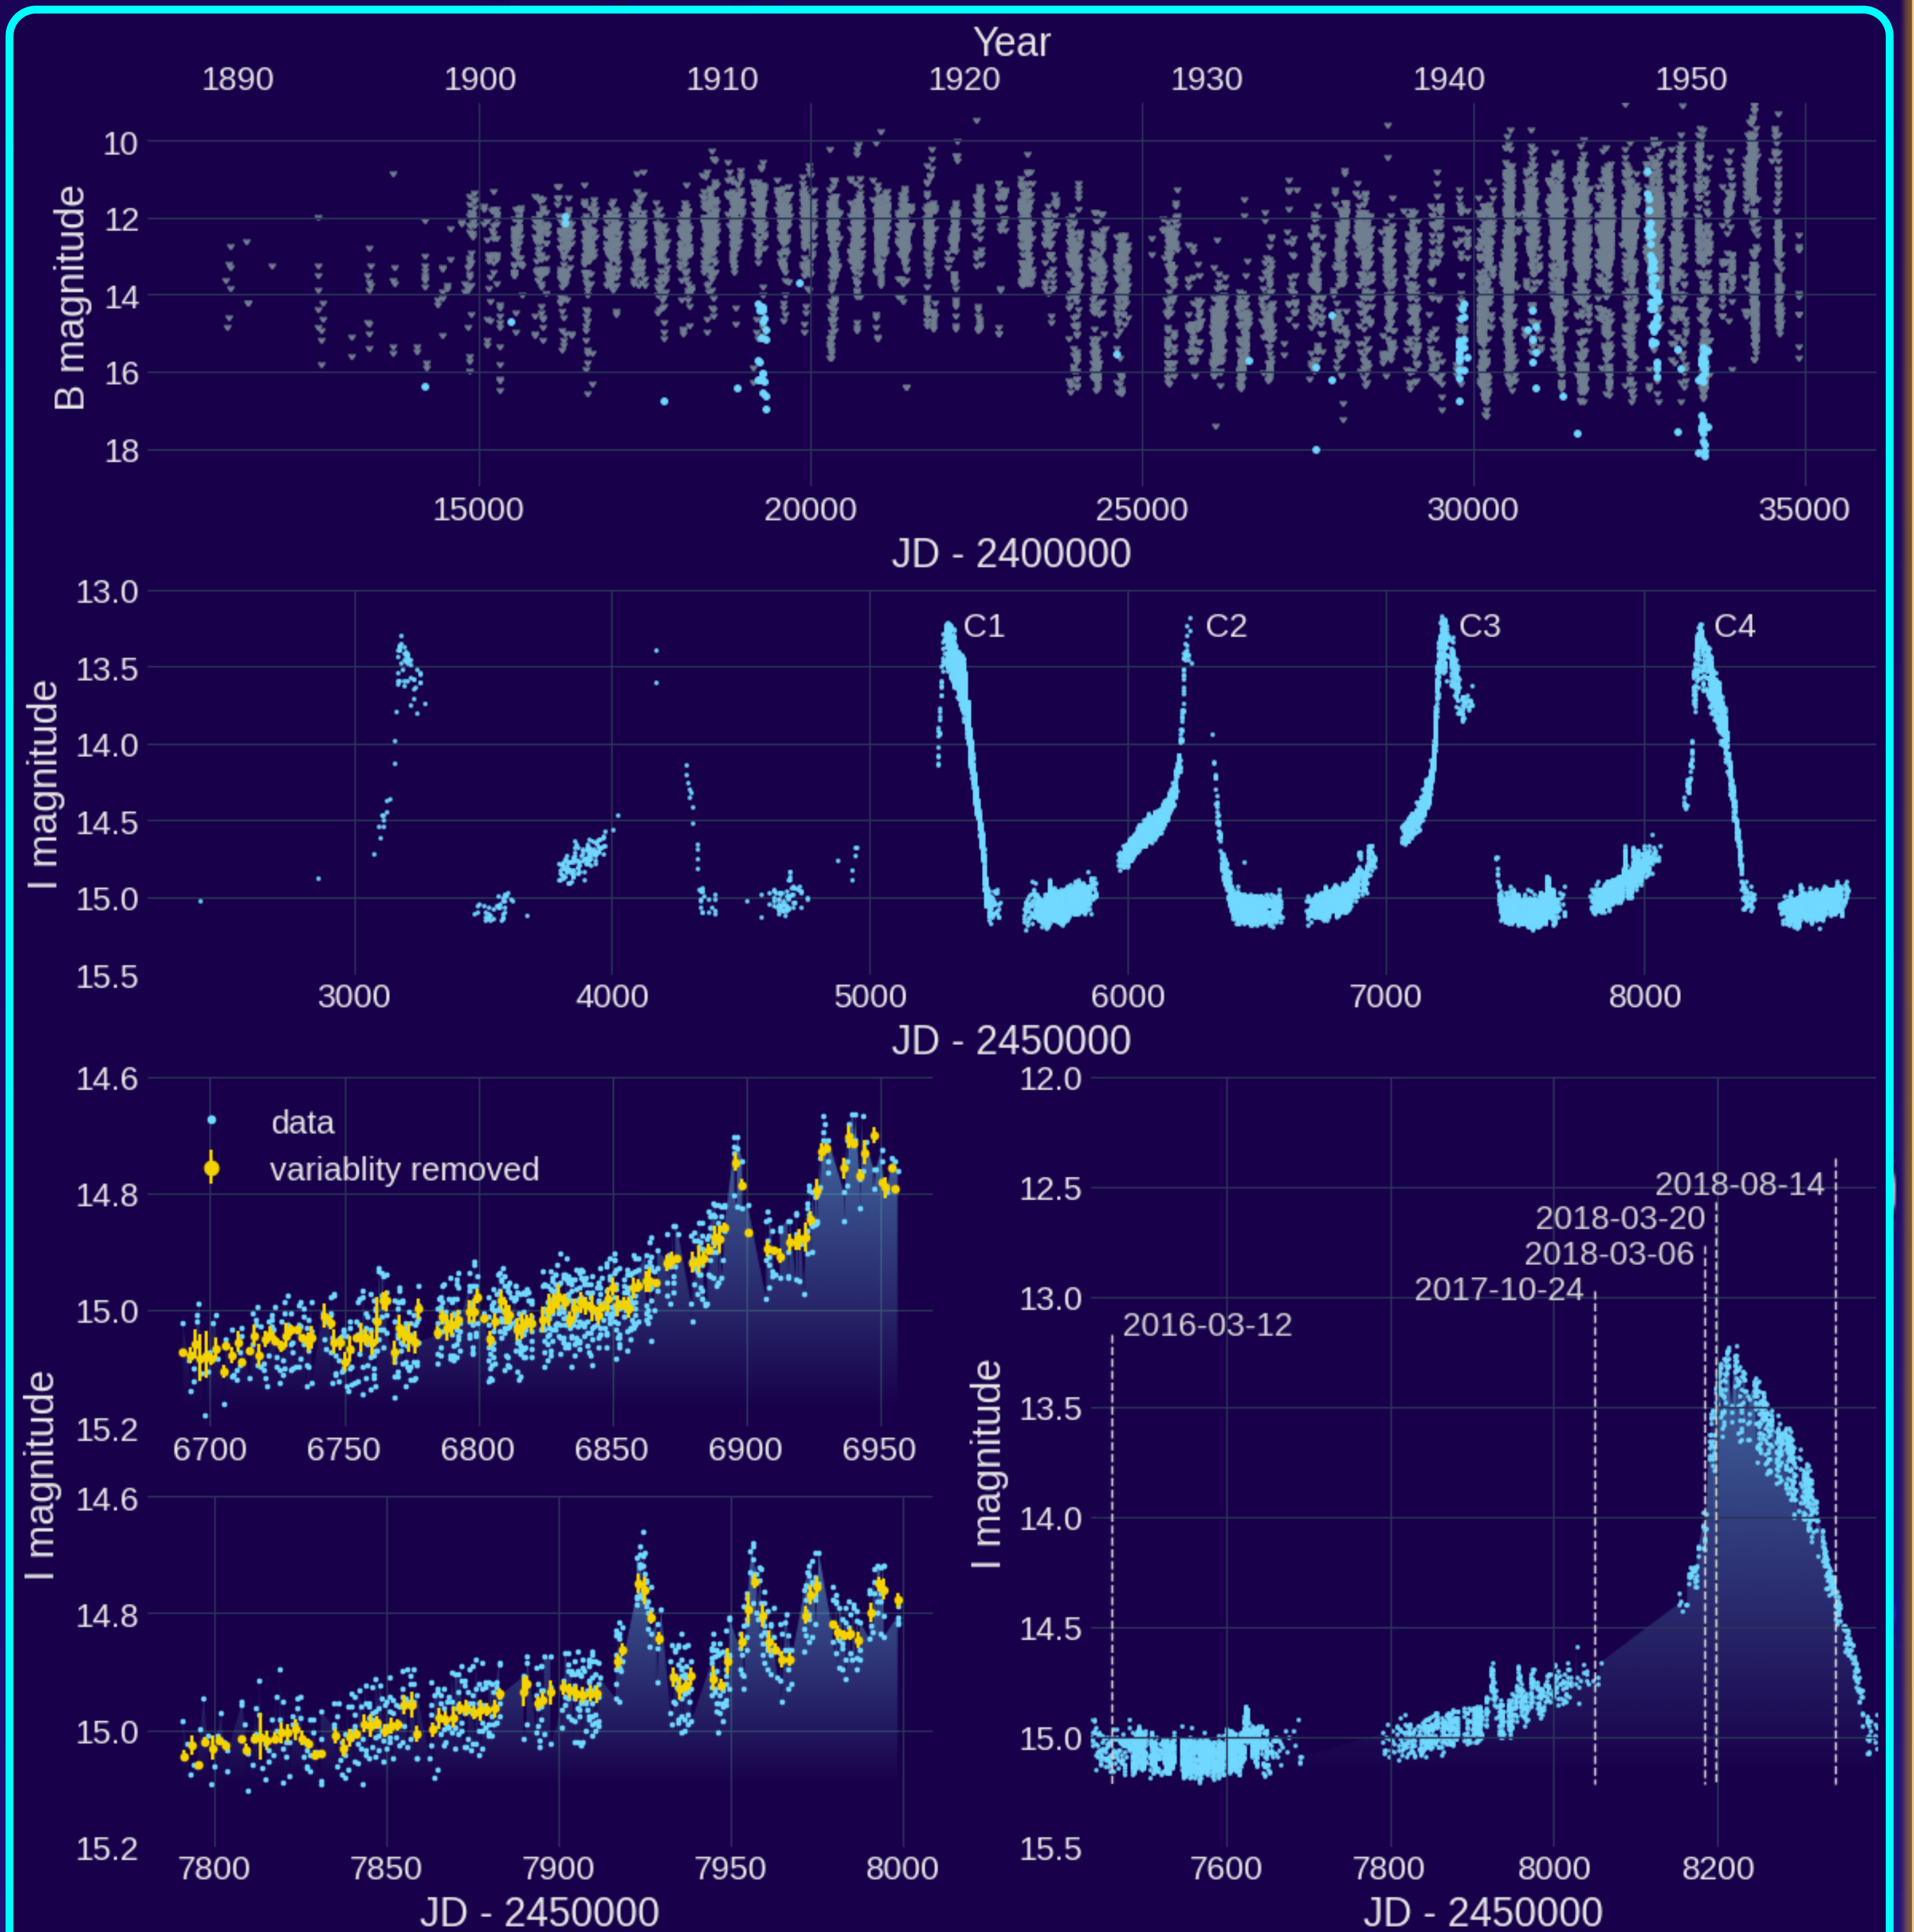 Year
1890 1900 1910 1920 1930 1940 1950
10
12
14
16
18
B magnitude
15000 20000 25000 30000 35000
JD - 2400000
13.0
13.5
14.0
14.5
15.0
15.5
I magnitude
C1 C2 C3 C4
3000 4000 5000 6000 7000 8000
JD - 2450000
14.6
14.8
15.0
15.2
data
variablity removed
6700 6750 6800 6850 6900 6950
I magnitude
14.6
14.8
15.0
15.2
7800 7850 7900 7950 8000
JD - 2450000
12.0
12.5
13.0
13.5
14.0
14.5
15.0
15.5
I magnitude
2018-08-14
2018-03-20
2018-03-06
2017-10-24
2016-03-12
7600 7800 8000 8200
JD - 2450000